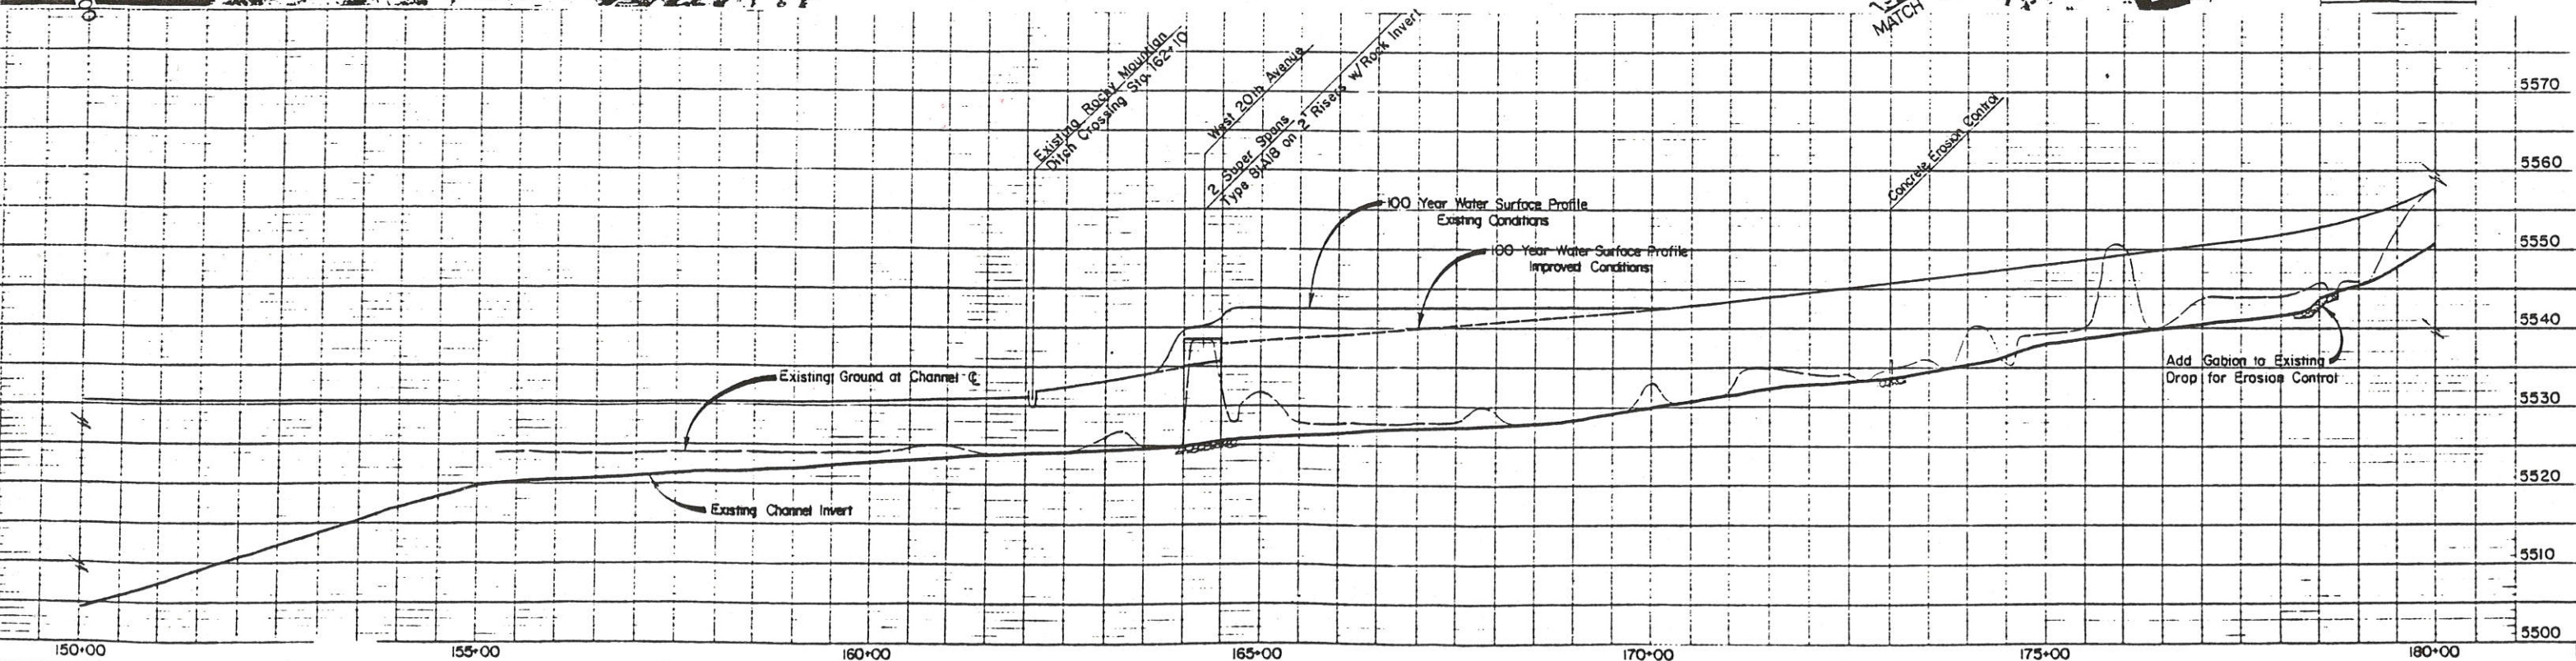 MATCH
Existing Rocky Mountian
Ditch Crossing Sta. 162+10
West 20th Avenue
2 Super Spans
Type 81A18 on 2' Risers w/Rock Invert
Concrete Erosion Control
100 Year Water Surface Profile
Existing Conditions
100 Year Water Surface Profile
Improved Conditions
Existing Ground at Channel ℄
Existing Channel Invert
Add Gabion to Existing
Drop for Erosion Control
5570
5560
5550
5540
5530
5520
5510
5500
150+00
155+00
160+00
165+00
170+00
175+00
180+00